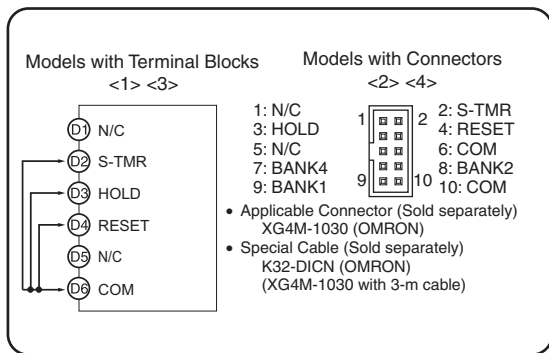 Models with Terminal Blocks
<1> <3>
D1 N/C
D2 S-TMR
D3 HOLD
D4 RESET
D5 N/C
D6 COM
Models with Connectors
<2> <4>
1: N/C
3: HOLD
5: N/C
7: BANK4
9: BANK1
1 2
9 10
2: S-TMR
4: RESET
6: COM
8: BANK2
10: COM
• Applicable Connector (Sold separately)
XG4M-1030 (OMRON)
• Special Cable (Sold separately)
K32-DICN (OMRON)
(XG4M-1030 with 3-m cable)